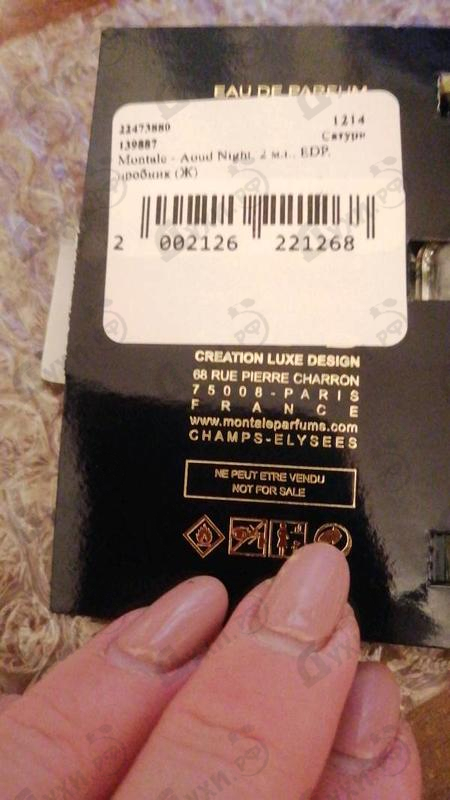 EAU DE PARFUM
22473880 1214
139887 Сатурн
Montale - Aoud Night, 2 мл., EDP,
пробник (Ж)
2 002126 221268
CREATION LUXE DESIGN
68 RUE PIERRE CHARRON
75008-PARIS
FRANCE
www.montaleparfums.com
CHAMPS-ELYSEES
NE PEUT ETRE VENDU
NOT FOR SALE
ДУХИ.РФ